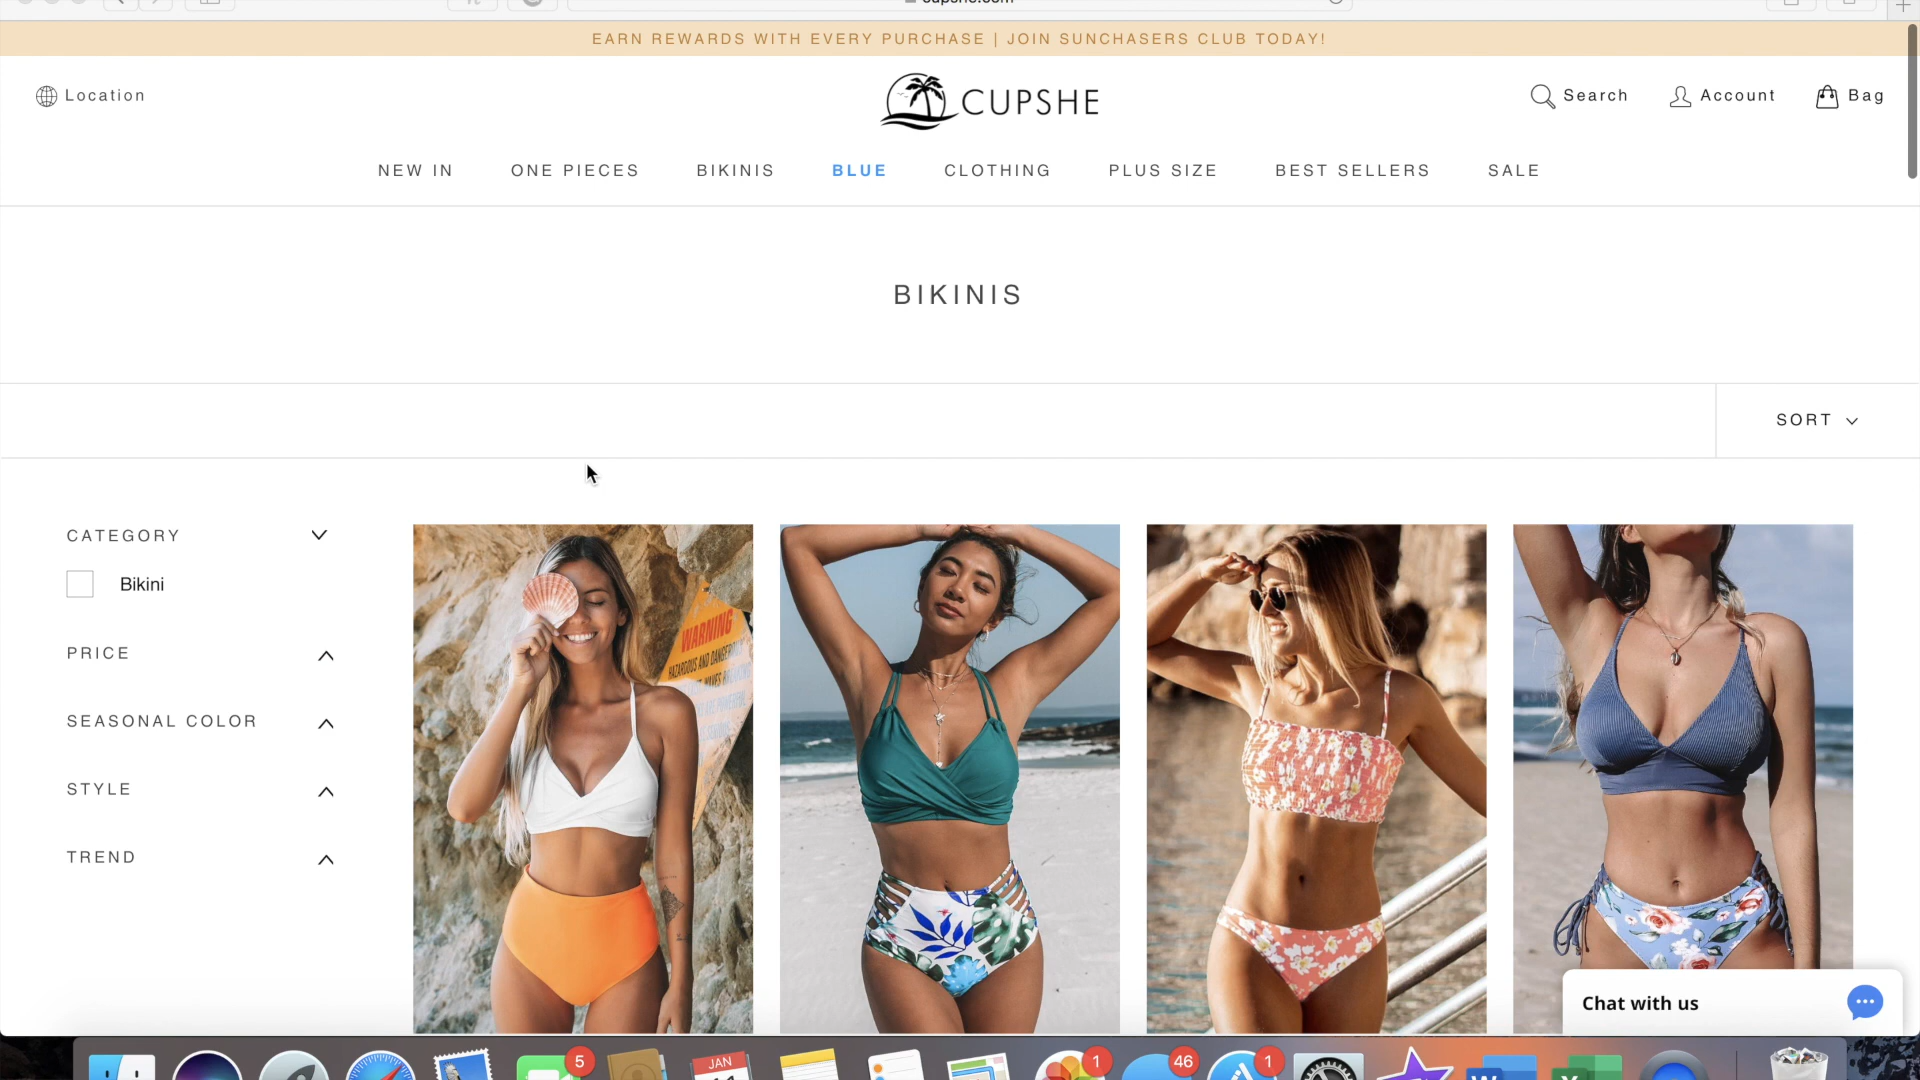 EARN REWARDS WITH EVERY PURCHASE | JOIN SUNCHASERS CLUB TODAY!
Location
CUPSHE
Search
Account
Bag
NEW IN
ONE PIECES
BIKINIS
BLUE
CLOTHING
PLUS SIZE
BEST SELLERS
SALE
BIKINIS
SORT
CATEGORY
Bikini
PRICE
SEASONAL COLOR
STYLE
TREND
WARNING
Chat with us
5
JAN
1
46
1